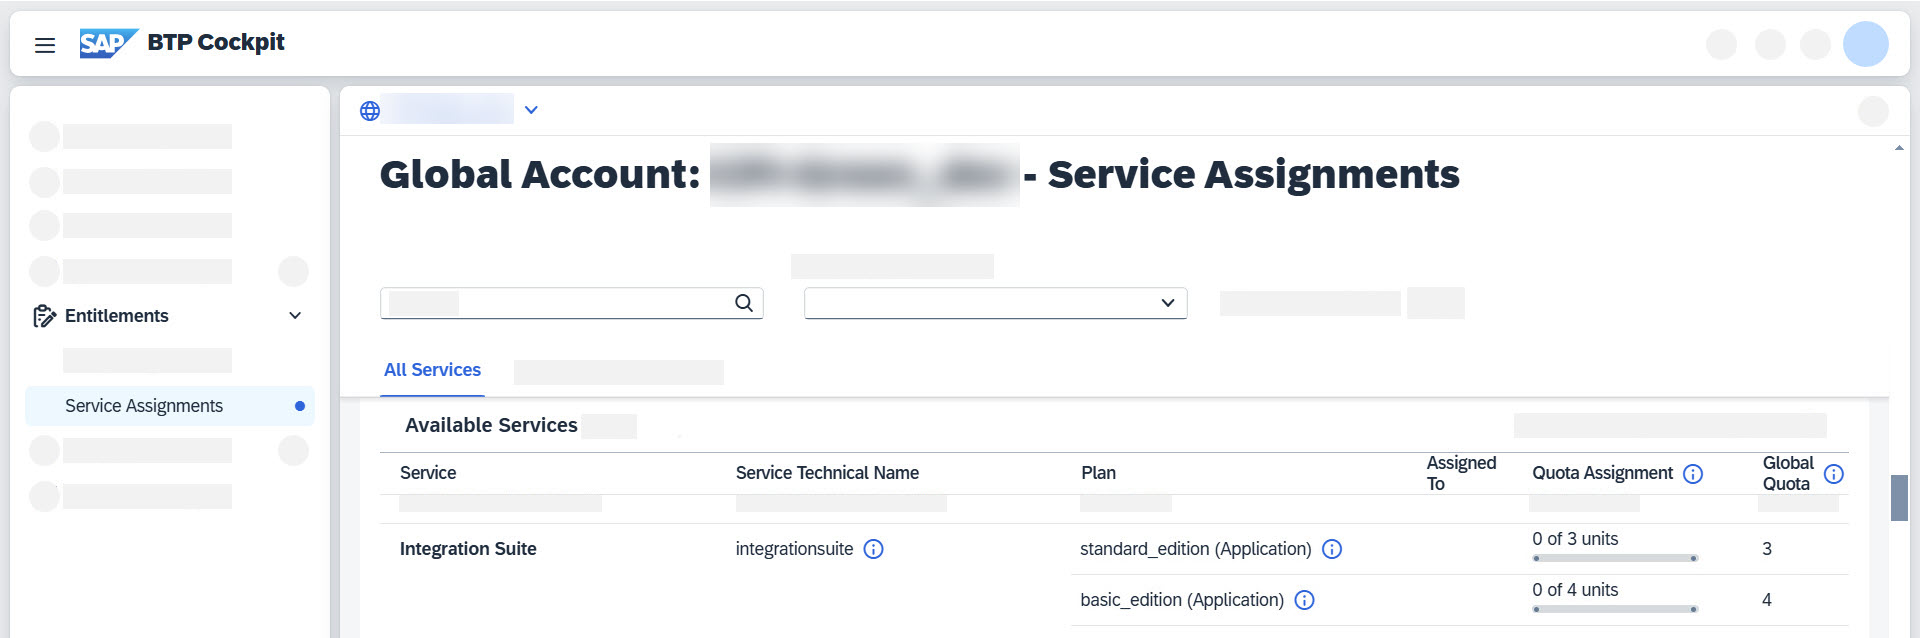 SAP BTP Cockpit
Global Account: - Service Assignments
Entitlements
All Services
Service Assignments
Available Services
Service Service Technical Name Plan Assigned To Quota Assignment Global Quota
Integration Suite integrationsuite standard_edition (Application) 0 of 3 units 3
basic_edition (Application) 0 of 4 units 4